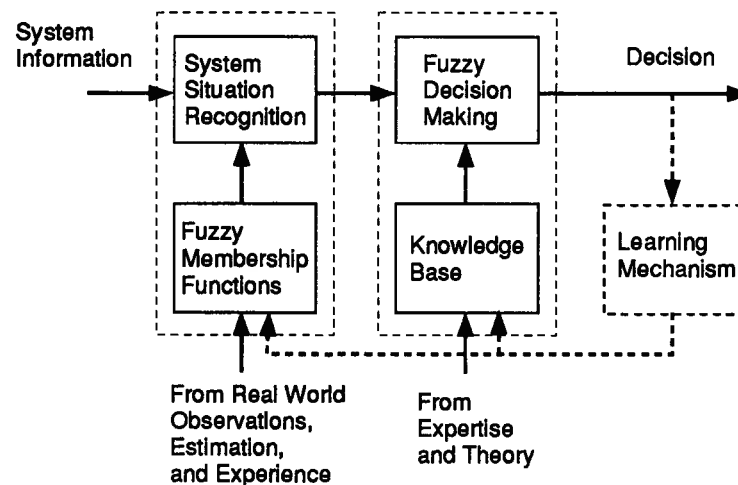 System
Information
System
Situation
Recognition
Fuzzy
Decision
Making
Decision
Fuzzy
Membership
Functions
Knowledge
Base
Learning
Mechanism
From Real World
Observations,
Estimation,
and Experience
From
Expertise
and Theory